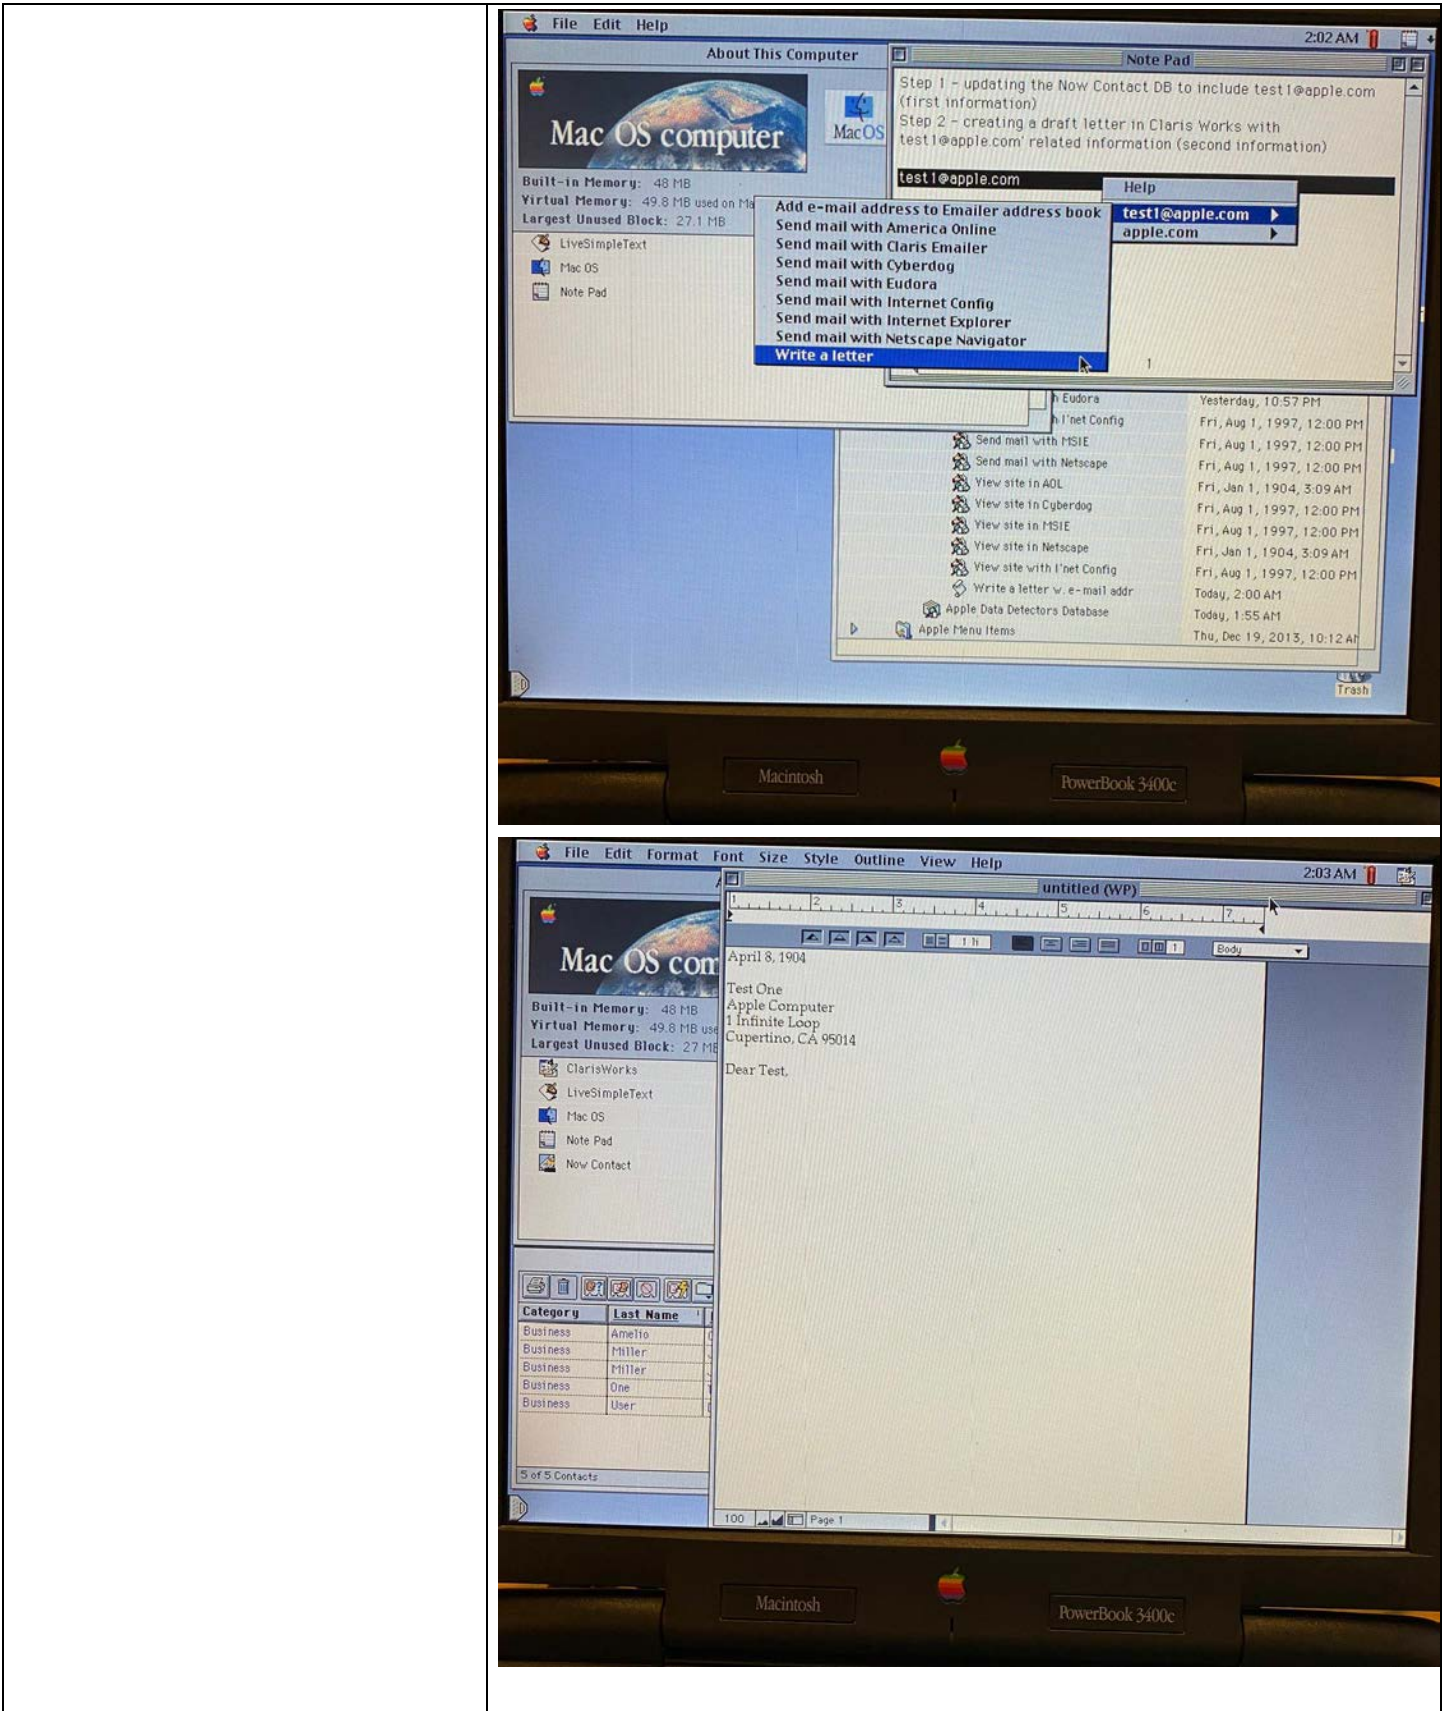 File Edit Help
2:02 AM
About This Computer
Note Pad
Mac OS computer
MacOS
Step 1 - updating the Now Contact DB to include test1@apple.com
(first information)
Step 2 - creating a draft letter in Claris Works with
test1@apple.com' related information (second information)
test1@apple.com
Built-in Memory: 48 MB
Virtual Memory: 49.8 MB used on Ma
Largest Unused Block: 27.1 MB
LiveSimpleText
Mac OS
Note Pad
Help
test1@apple.com
apple.com
Add e-mail address to Emailer address book
Send mail with America Online
Send mail with Claris Emailer
Send mail with Cyberdog
Send mail with Eudora
Send mail with Internet Config
Send mail with Internet Explorer
Send mail with Netscape Navigator
Write a letter
1
h Eudora Yesterday, 10:57 PM
h I'net Config Fri, Aug 1, 1997, 12:00 PM
Send mail with MSIE Fri, Aug 1, 1997, 12:00 PM
Send mail with Netscape Fri, Aug 1, 1997, 12:00 PM
View site in AOL Fri, Jan 1, 1904, 3:09 AM
View site in Cyberdog Fri, Aug 1, 1997, 12:00 PM
View site in MSIE Fri, Aug 1, 1997, 12:00 PM
View site in Netscape Fri, Jan 1, 1904, 3:09 AM
View site with I'net Config Fri, Aug 1, 1997, 12:00 PM
Write a letter w. e-mail addr Today, 2:00 AM
Apple Data Detectors Database Today, 1:55 AM
Apple Menu Items Thu, Dec 19, 2013, 10:12 AM
Trash
Macintosh
PowerBook 3400c
File Edit Format Font Size Style Outline View Help
2:03 AM
untitled (WP)
1 2 3 4 5 6 7
1 li
1
Body
Mac OS com
Built-in Memory: 48 MB
Virtual Memory: 49.8 MB use
Largest Unused Block: 27 MB
ClarisWorks
LiveSimpleText
Mac OS
Note Pad
Now Contact
April 8, 1904
Test One
Apple Computer
1 Infinite Loop
Cupertino, CA 95014
Dear Test,
Category Last Name
Business Amelio
Business Miller
Business Miller
Business One
Business User
5 of 5 Contacts
100 Page 1
Macintosh
PowerBook 3400c